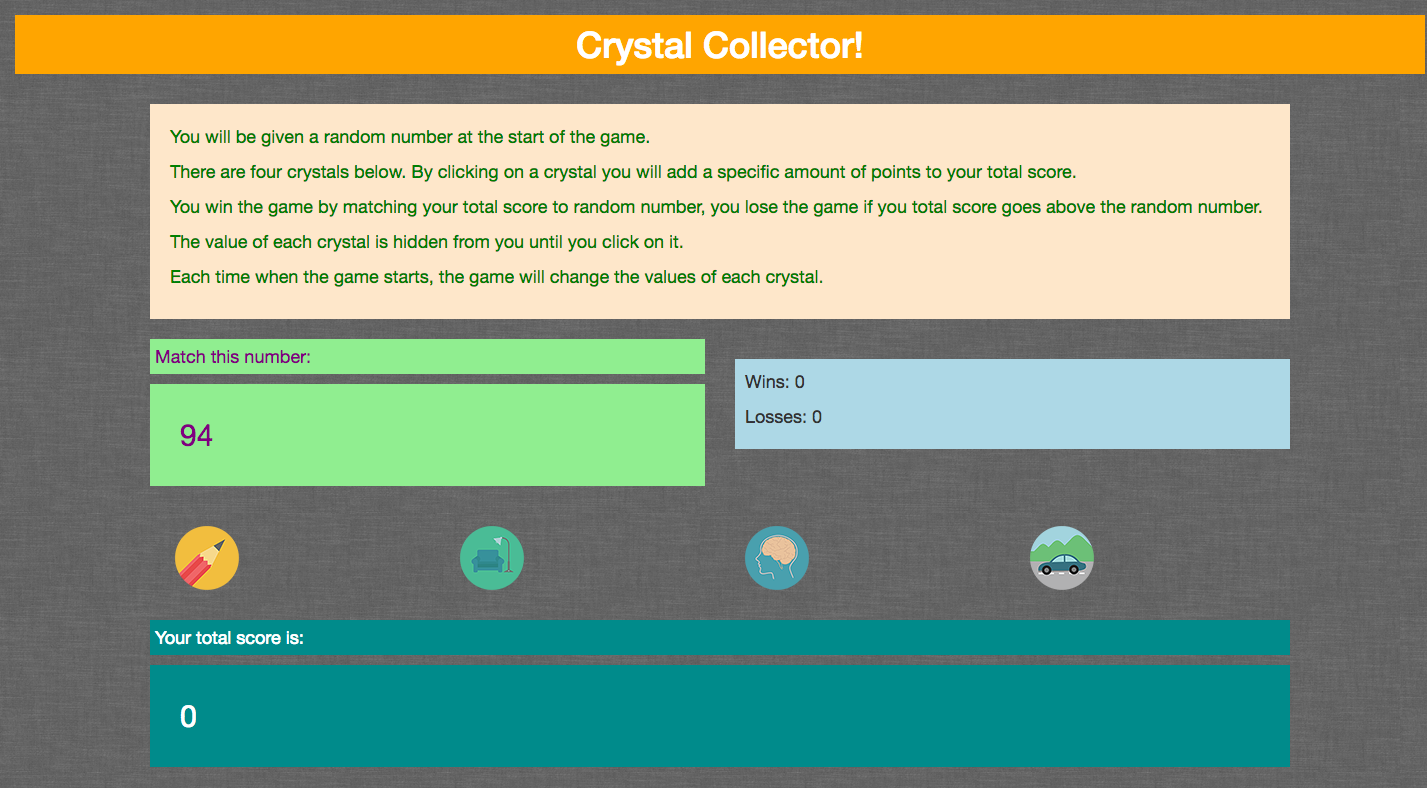 Crystal Collector!
You will be given a random number at the start of the game.
There are four crystals below. By clicking on a crystal you will add a specific amount of points to your total score.
You win the game by matching your total score to random number, you lose the game if you total score goes above the random number.
The value of each crystal is hidden from you until you click on it.
Each time when the game starts, the game will change the values of each crystal.
Match this number:
94
Wins: 0
Losses: 0
Your total score is:
0